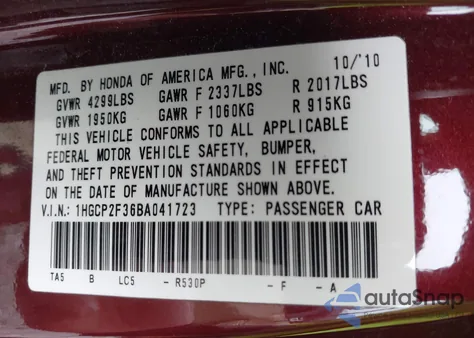 MFD. BY HONDA OF AMERICA MFG., INC. 10/'10
GVWR 4299LBS GAWR F 2337LBS R 2017LBS
GVWR 1950KG GAWR F 1060KG R 915KG
THIS VEHICLE CONFORMS TO ALL APPLICABLE
FEDERAL MOTOR VEHICLE SAFETY, BUMPER,
AND THEFT PREVENTION STANDARDS IN EFFECT
ON THE DATE OF MANUFACTURE SHOWN ABOVE.
V.I.N.: 1HGCP2F36BA041723 TYPE: PASSENGER CAR
TA5 B LC5 - R530P - F - A
autoSnap